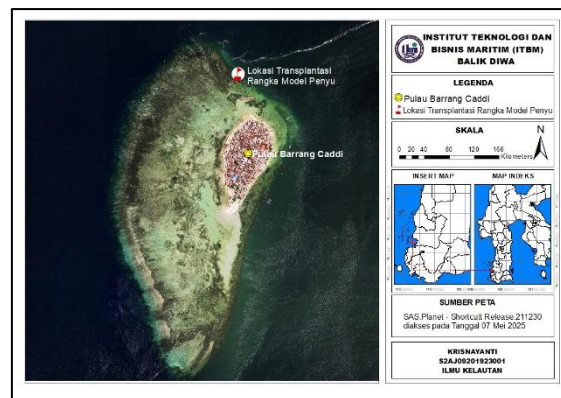 Lokasi Transplantasi
Rangka Model Penyu
Pulau Barrang Caddi
INSTITUT TEKNOLOGI DAN
BISNIS MARITIM (ITBM)
BALIK DIWA
LEGENDA
Pulau Barrang Caddi
Lokasi Transplantasi Rangka Model Penyu
SKALA
N
0 20 40 80 120 160
Kilometers
INSERT MAP
MAP INDEKS
SUMBER PETA
SAS.Planet - Shortcutt Release.211230
diakses pada Tanggal 07 Mei 2025
KRISNAYANTI
S2AJ09201923001
ILMU KELAUTAN